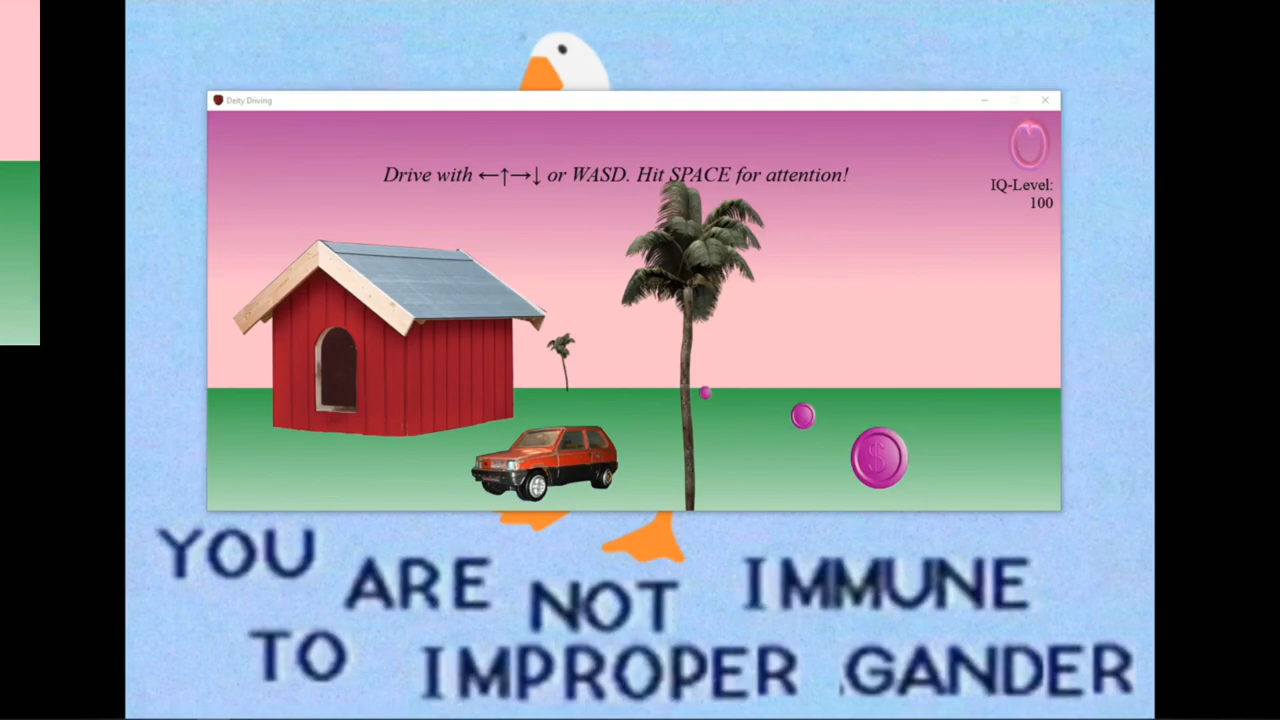 Deity Driving
Drive with ←↑→↓ or WASD. Hit SPACE for attention!
IQ-Level:
100
$
YOU ARE NOT IMMUNE
TO IMPROPER GANDER